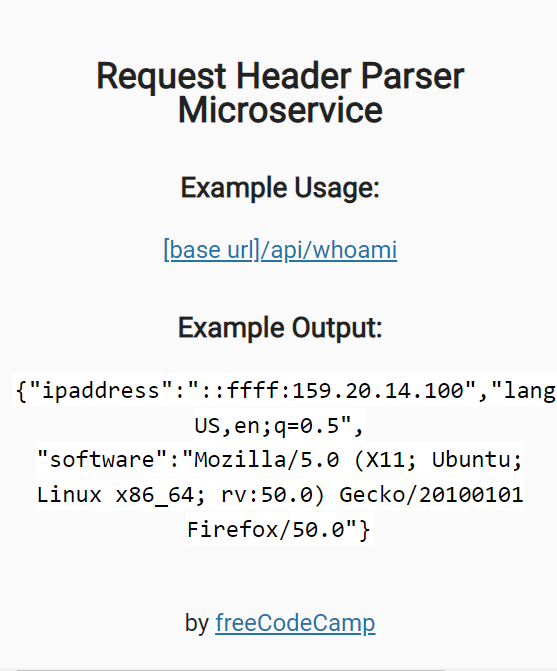 Request Header Parser
Microservice
Example Usage:
[base url]/api/whoami
Example Output:
{"ipaddress":"::ffff:159.20.14.100","lang
US,en;q=0.5",
"software":"Mozilla/5.0 (X11; Ubuntu;
Linux x86_64; rv:50.0) Gecko/20100101
Firefox/50.0"}
by freeCodeCamp